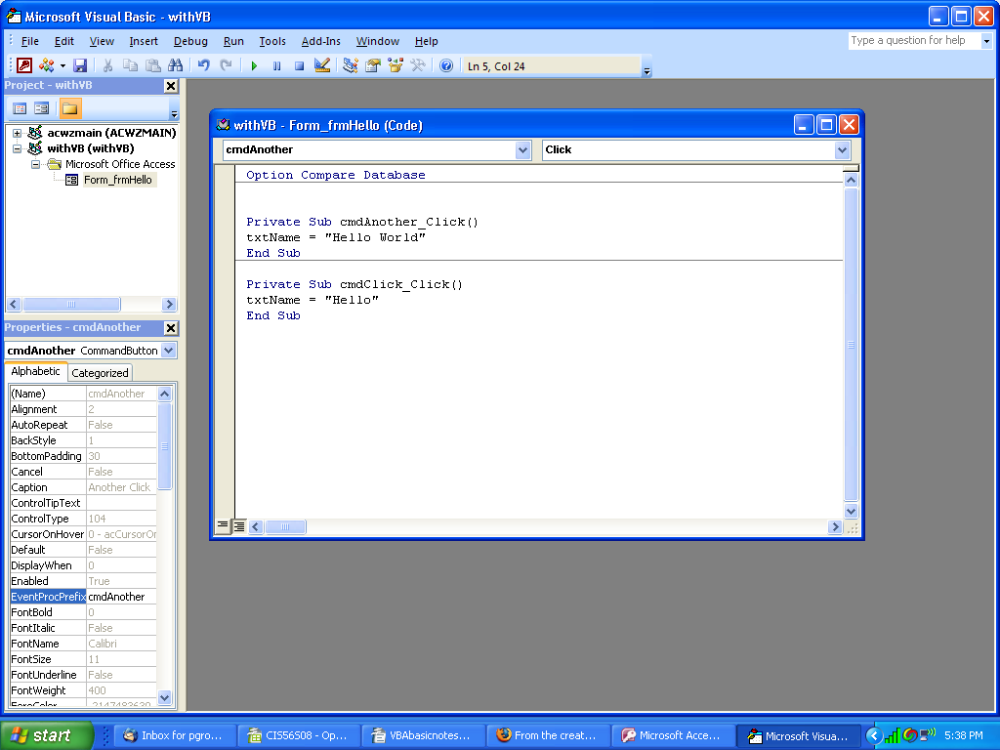 Microsoft Visual Basic - withVB
File Edit View Insert Debug Run Tools Add-Ins Window Help
Type a question for help
Ln 5, Col 24
Project - withVB
acwzmain (ACWZMAIN)
withVB (withVB)
Microsoft Office Access
Form_frmHello
Properties - cmdAnother
cmdAnother CommandButton
Alphabetic Categorized
(Name) cmdAnother
Alignment 2
AutoRepeat False
BackStyle 1
BottomPadding 30
Cancel False
Caption Another Click
ControlTipText
ControlType 104
CursorOnHover 0 - acCursorOn
Default False
DisplayWhen 0
Enabled True
EventProcPrefix cmdAnother
FontBold 0
FontItalic False
FontName Calibri
FontSize 11
FontUnderline False
FontWeight 400
ForeColor -2147483630
withVB - Form_frmHello (Code)
cmdAnother Click
Option Compare Database
Private Sub cmdAnother_Click()
txtName = "Hello World"
End Sub
Private Sub cmdClick_Click()
txtName = "Hello"
End Sub
start
Inbox for pgro...
CIS56S08 - Op...
VBAbasicnotes...
From the creat...
Microsoft Acce...
Microsoft Visua...
5:38 PM